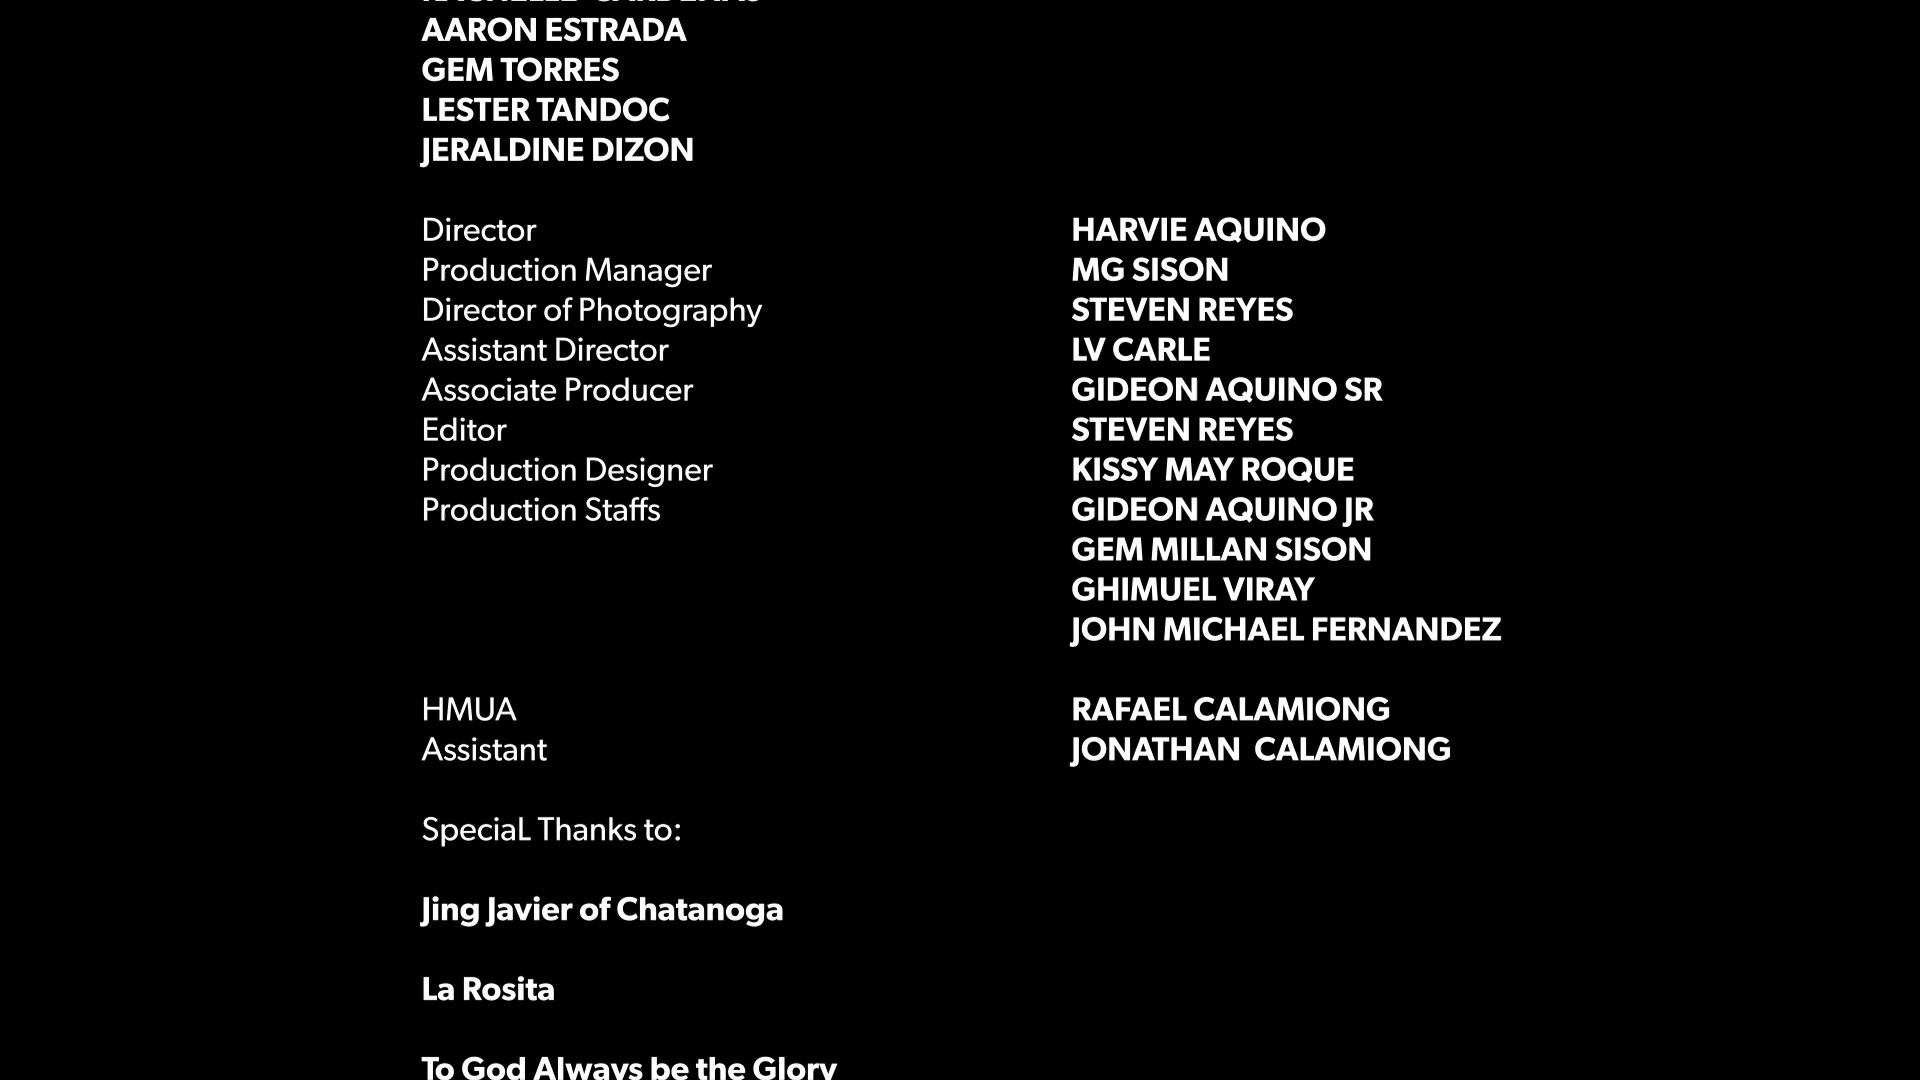 AARON ESTRADA
GEM TORRES
LESTER TANDOC
JERALDINE DIZON
Director HARVIE AQUINO
Production Manager MG SISON
Director of Photography STEVEN REYES
Assistant Director LV CARLE
Associate Producer GIDEON AQUINO SR
Editor STEVEN REYES
Production Designer KISSY MAY ROQUE
Production Staffs GIDEON AQUINO JR
GEM MILLAN SISON
GHIMUEL VIRAY
JOHN MICHAEL FERNANDEZ
HMUA RAFAEL CALAMIONG
Assistant JONATHAN  CALAMIONG
SpeciaL Thanks to:
Jing Javier of Chatanoga
La Rosita
To God Always be the Glory